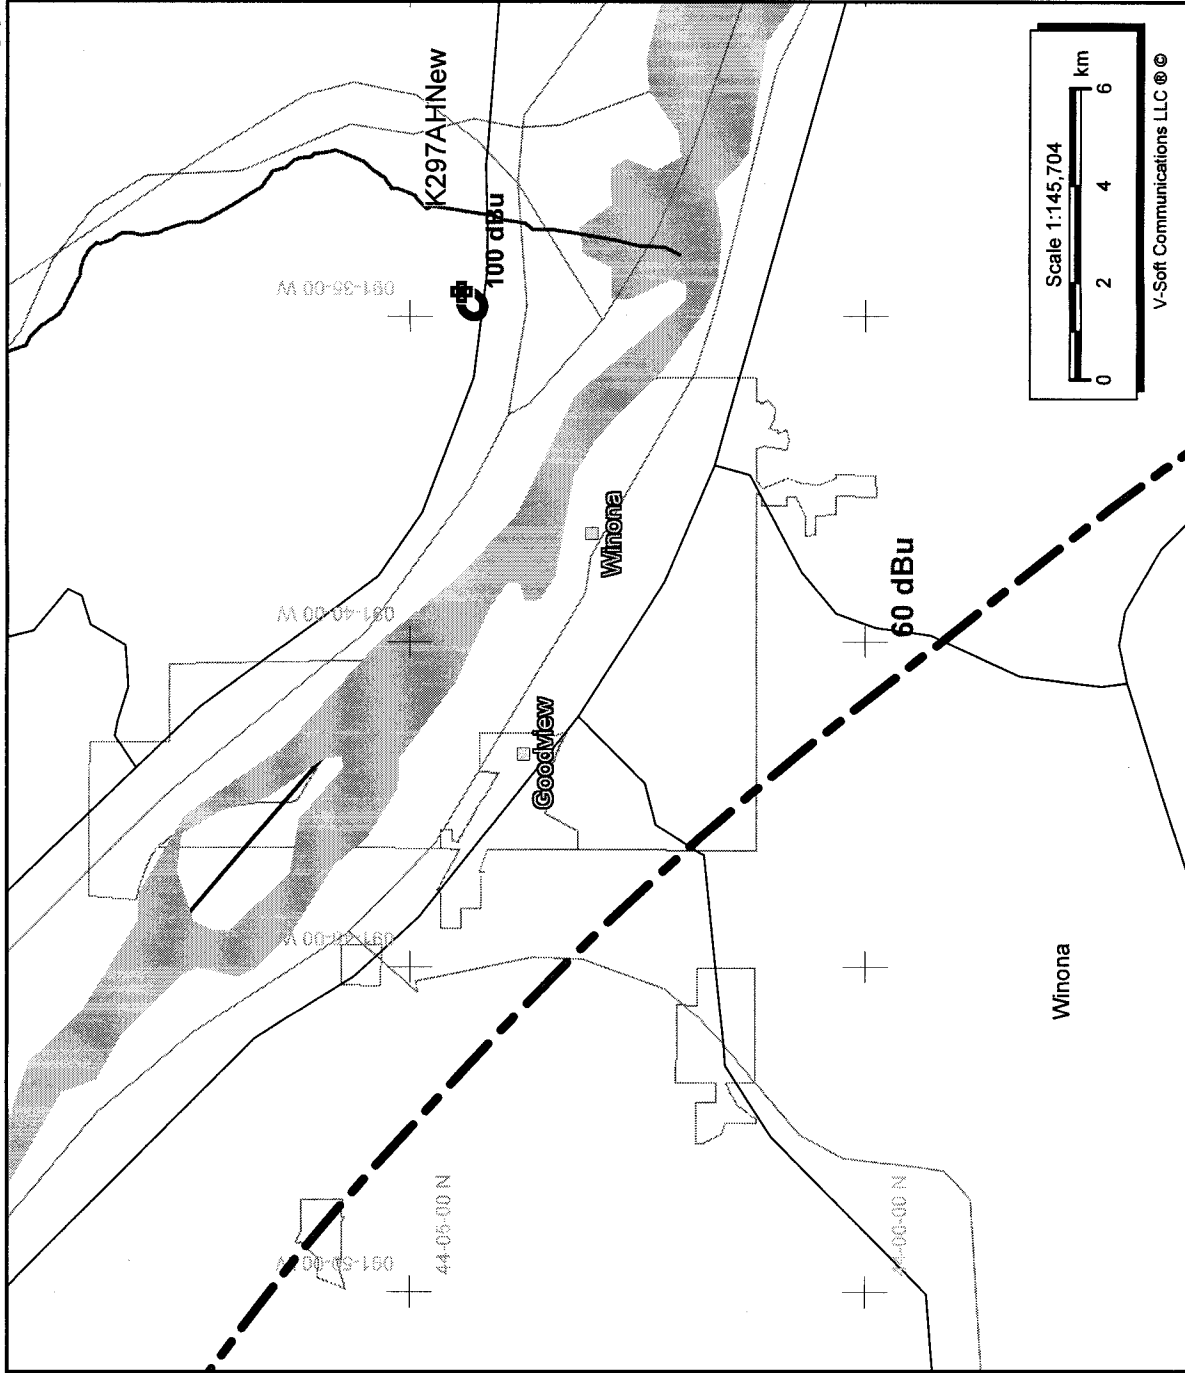 K297AHNew
100 dBu
091-35-00 W
091-40-00 W
091-45-00 W
091-50-00 W
44-05-00 N
44-00-00 N
Winona
Goodview
60 dBu
Winona
Scale 1:145,704
0 2 4 6 km
V-Soft Communications LLC ® ©